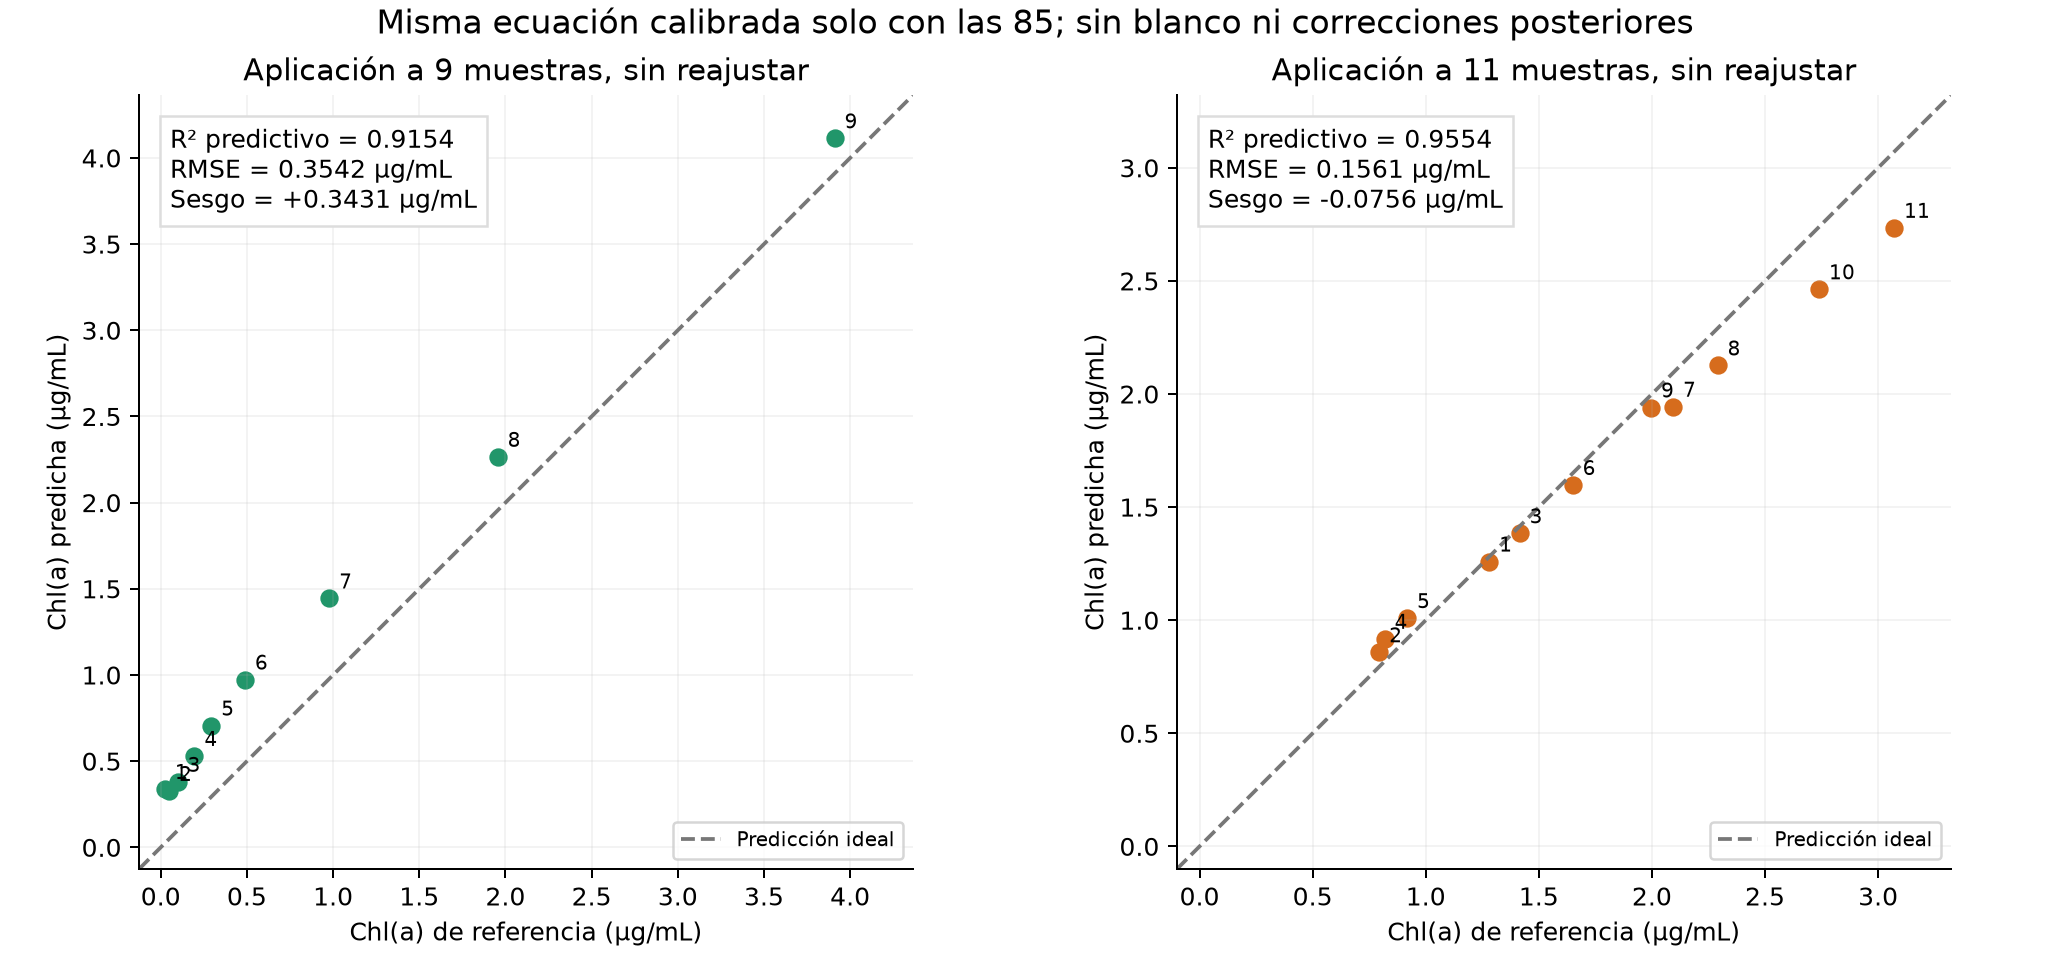 Misma ecuación calibrada solo con las 85; sin blanco ni correcciones posteriores
Aplicación a 9 muestras, sin reajustar
R² predictivo = 0.9154
RMSE = 0.3542 µg/mL
Sesgo = +0.3431 µg/mL
9
8
7
6
5
4
3
1
2
4.0
3.5
3.0
2.5
2.0
1.5
1.0
0.5
0.0
Chl(a) predicha (µg/mL)
Predicción ideal
0.0 0.5 1.0 1.5 2.0 2.5 3.0 3.5 4.0
Chl(a) de referencia (µg/mL)
Aplicación a 11 muestras, sin reajustar
R² predictivo = 0.9554
RMSE = 0.1561 µg/mL
Sesgo = -0.0756 µg/mL
11
10
8
9 7
6
3
1
5
4
2
3.0
2.5
2.0
1.5
1.0
0.5
0.0
Chl(a) predicha (µg/mL)
Predicción ideal
0.0 0.5 1.0 1.5 2.0 2.5 3.0
Chl(a) de referencia (µg/mL)